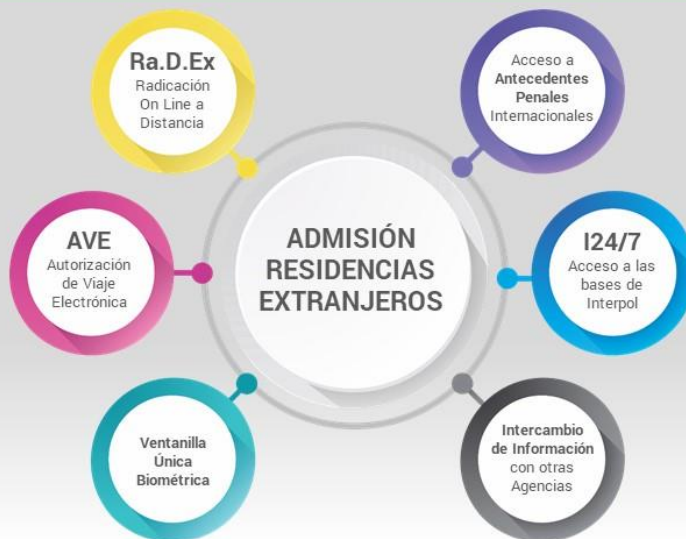 Ra.D.Ex
Radicación
On Line a
Distancia
Acceso a
Antecedentes
Penales
Internacionales
AVE
Autorización
de Viaje
Electrónica
ADMISIÓN
RESIDENCIAS
EXTRANJEROS
I24/7
Acceso a las
bases de
Interpol
Ventanilla
Única
Biométrica
Intercambio
de Información
con otras
Agencias